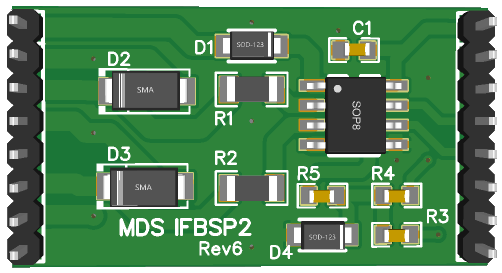 D1
SOD-123
C1
D2
SMA
R1
SOP8
D3
SMA
R2
R5
R4
MDS IFBSP2
Rev6
D4
SOD-123
R3